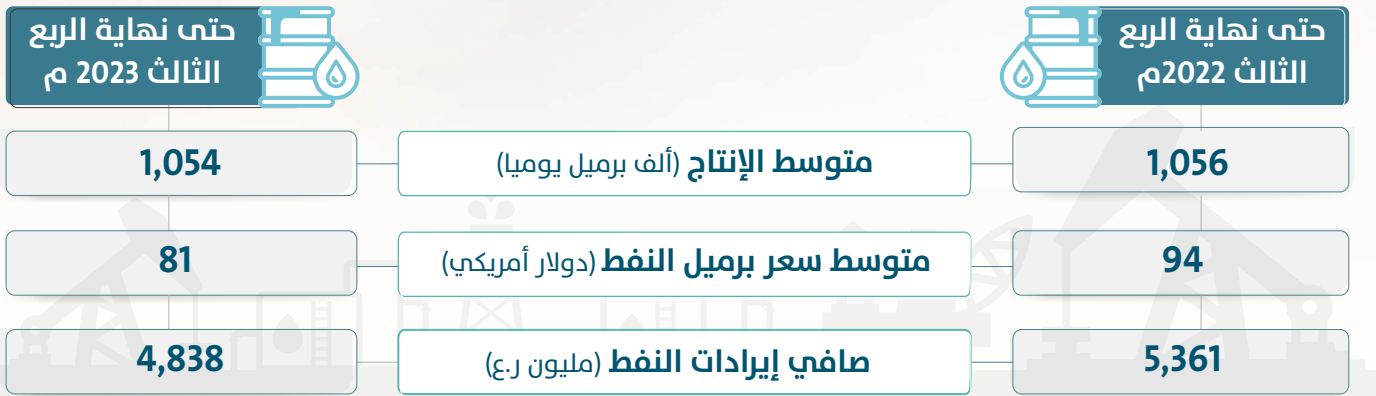 حتى نهاية الربع
الثالث 2022م
حتى نهاية الربع
الثالث 2023 م
1,056
متوسط الإنتاج (ألف برميل يوميا)
1,054
94
متوسط سعر برميل النفط (دولار أمريكي)
81
5,361
صافي إيرادات النفط (مليون ر.ع)
4,838